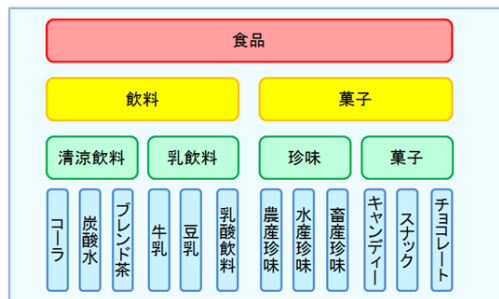 食品
飲料
菓子
清涼飲料
乳飲料
珍味
菓子
コーラ
炭酸水
ブレンド茶
牛乳
豆乳
乳酸飲料
農産珍味
水産珍味
畜産珍味
キャンディー
スナック
チョコレート